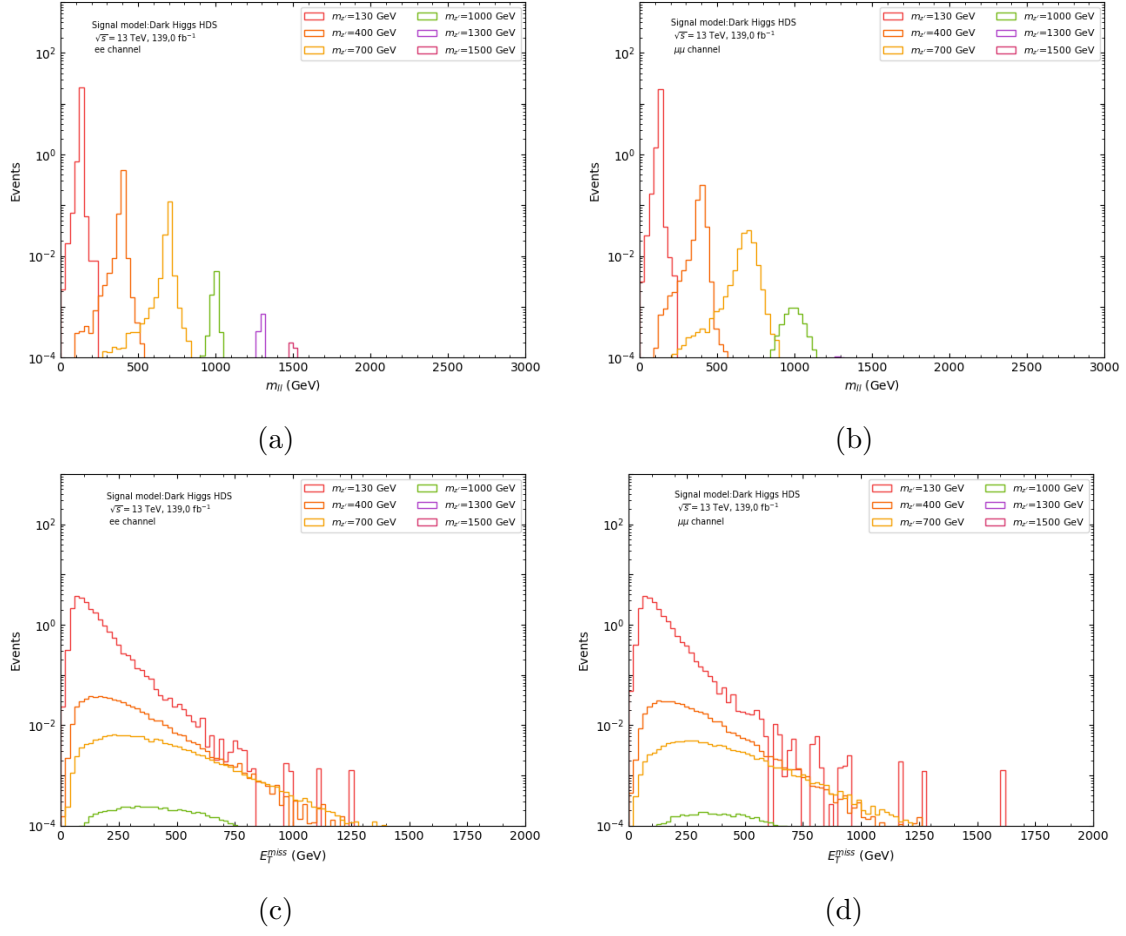 Signal model:Dark Higgs HDS
√s = 13 TeV, 139,0 fb⁻¹
ee channel
m_z'=130 GeV
m_z'=400 GeV
m_z'=700 GeV
m_z'=1000 GeV
m_z'=1300 GeV
m_z'=1500 GeV
Events
10²
10⁰
10⁻²
10⁻⁴
0 500 1000 1500 2000 2500 3000
m_ll (GeV)
(a)
Signal model:Dark Higgs HDS
√s = 13 TeV, 139,0 fb⁻¹
μμ channel
m_z'=130 GeV
m_z'=400 GeV
m_z'=700 GeV
m_z'=1000 GeV
m_z'=1300 GeV
m_z'=1500 GeV
Events
10²
10⁰
10⁻²
10⁻⁴
0 500 1000 1500 2000 2500 3000
m_ll (GeV)
(b)
Signal model:Dark Higgs HDS
√s = 13 TeV, 139,0 fb⁻¹
ee channel
m_z'=130 GeV
m_z'=400 GeV
m_z'=700 GeV
m_z'=1000 GeV
m_z'=1300 GeV
m_z'=1500 GeV
Events
10²
10⁰
10⁻²
10⁻⁴
0 250 500 750 1000 1250 1500 1750 2000
E_T^miss (GeV)
(c)
Signal model:Dark Higgs HDS
√s = 13 TeV, 139,0 fb⁻¹
μμ channel
m_z'=130 GeV
m_z'=400 GeV
m_z'=700 GeV
m_z'=1000 GeV
m_z'=1300 GeV
m_z'=1500 GeV
Events
10²
10⁰
10⁻²
10⁻⁴
0 250 500 750 1000 1250 1500 1750 2000
E_T^miss (GeV)
(d)